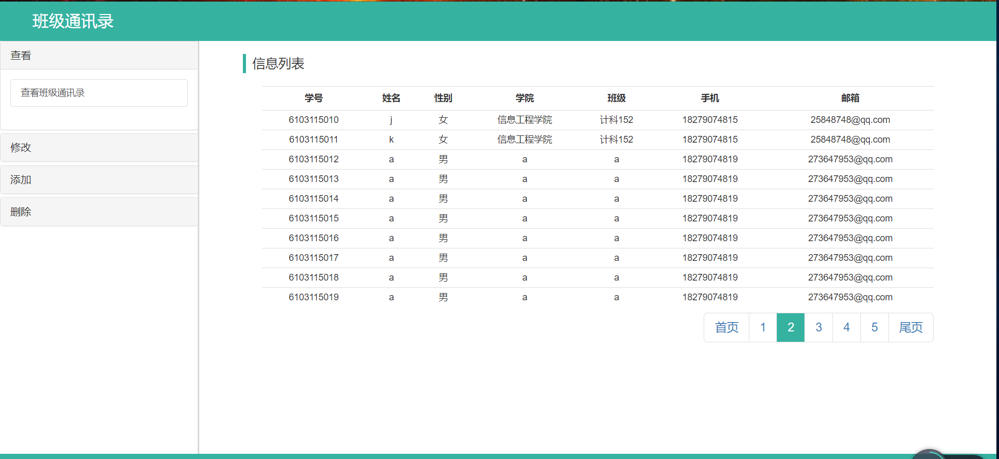 班级通讯录
查看
查看班级通讯录
修改
添加
删除
信息列表
学号 姓名 性别 学院 班级 手机 邮箱
6103115010 j 女 信息工程学院 计科152 18279074815 25848748@qq.com
6103115011 k 女 信息工程学院 计科152 18279074815 25848748@qq.com
6103115012 a 男 a a 18279074819 273647953@qq.com
6103115013 a 男 a a 18279074819 273647953@qq.com
6103115014 a 男 a a 18279074819 273647953@qq.com
6103115015 a 男 a a 18279074819 273647953@qq.com
6103115016 a 男 a a 18279074819 273647953@qq.com
6103115017 a 男 a a 18279074819 273647953@qq.com
6103115018 a 男 a a 18279074819 273647953@qq.com
6103115019 a 男 a a 18279074819 273647953@qq.com
首页 1 2 3 4 5 尾页